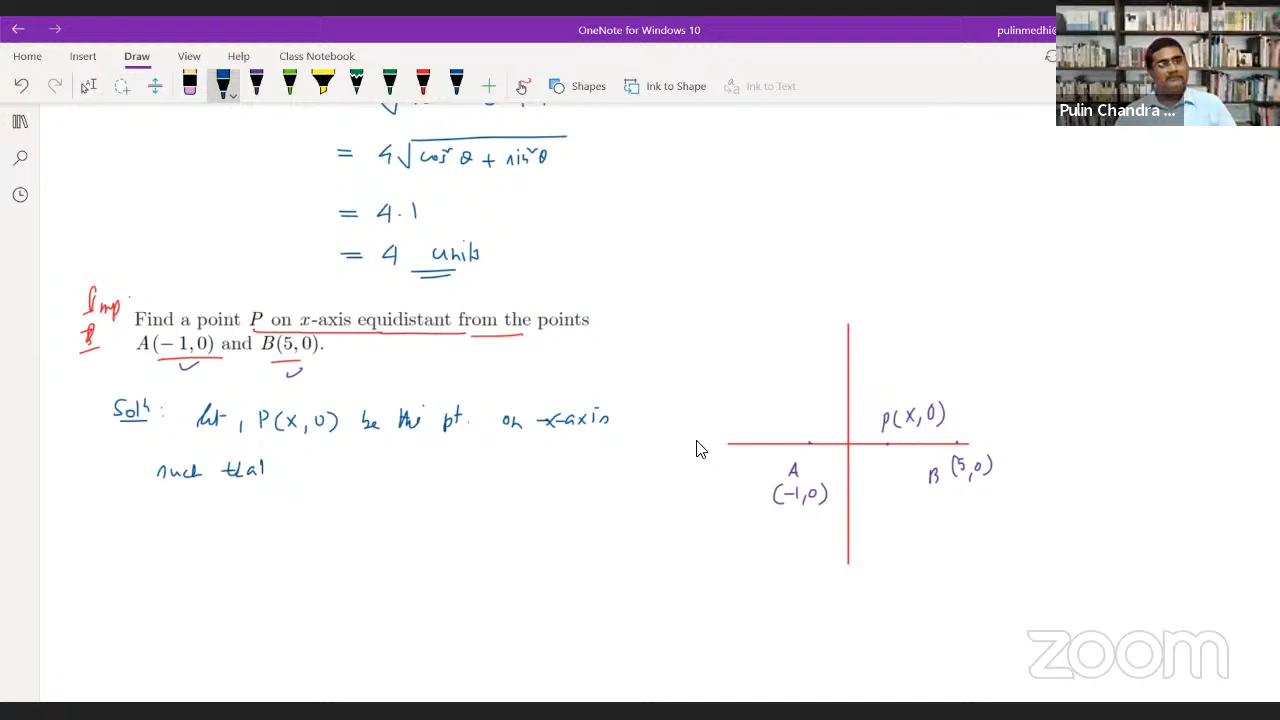 OneNote for Windows 10
pulinmedhi@
Home Insert Draw View Help Class Notebook
Shapes Ink to Shape Ink to Text
Pulin Chandra ...
= 4√cos²θ + sin²θ
= 4.1
= 4 units
Imp
Find a point P on x-axis equidistant from the points
A(−1,0) and B(5,0).
Soln: let, P(x,0) be the pt. on x-axis
such that
P(x,0)
A
(-1,0)
B (5,0)
zoom